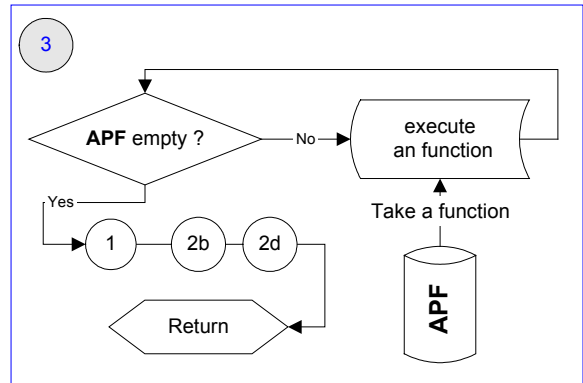 3
APF empty ?
No
execute
an function
Yes
Take a function
1
2b
2d
APF
Return